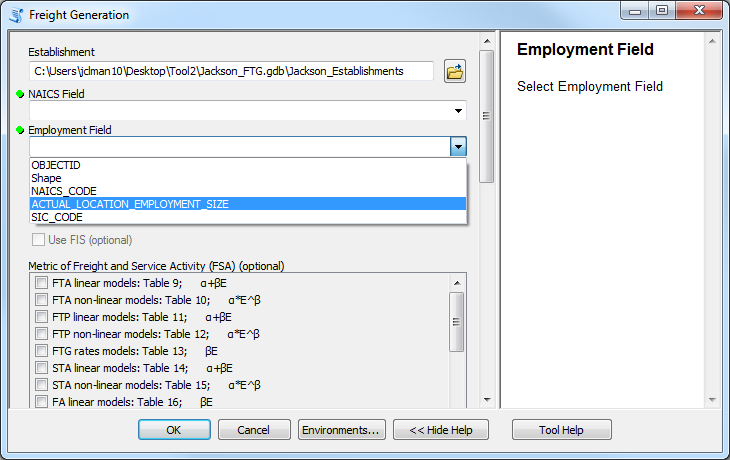 Freight Generation
Establishment
C:\Users\jdman10\Desktop\Tool2\Jackson_FTG.gdb\Jackson_Establishments
NAICS Field
Employment Field
OBJECTID
Shape
NAICS_CODE
ACTUAL_LOCATION_EMPLOYMENT_SIZE
SIC_CODE
Use FIS (optional)
Metric of Freight and Service Activity (FSA) (optional)
FTA linear models: Table 9; α+βE
FTA non-linear models: Table 10; α*E^β
FTP linear models: Table 11; α+βE
FTP non-linear models: Table 12; α*E^β
FTG rates models: Table 13; βE
STA linear models: Table 14; α+βE
STA non-linear models: Table 15; α*E^β
FA linear models: Table 16; βE
Employment Field
Select Employment Field
OK Cancel Environments... << Hide Help Tool Help